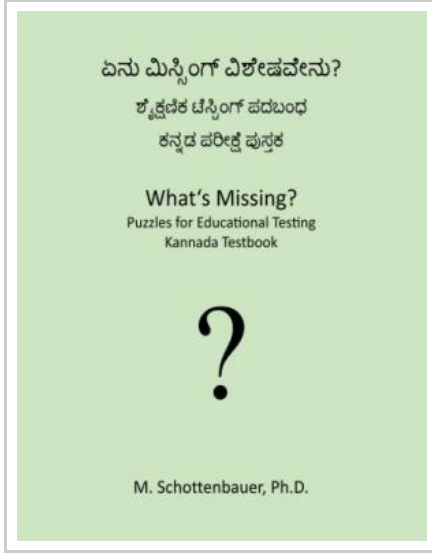 ಏನು ಮಿಸ್ಸಿಂಗ್ ವಿಶೇಷವೇನು?
ಶೈಕ್ಷಣಿಕ ಟೆಸ್ಟಿಂಗ್ ಪದಬಂಧ
ಕನ್ನಡ ಪರೀಕ್ಷೆ ಪುಸ್ತಕ
What's Missing?
Puzzles for Educational Testing
Kannada Testbook
?
M. Schottenbauer, Ph.D.